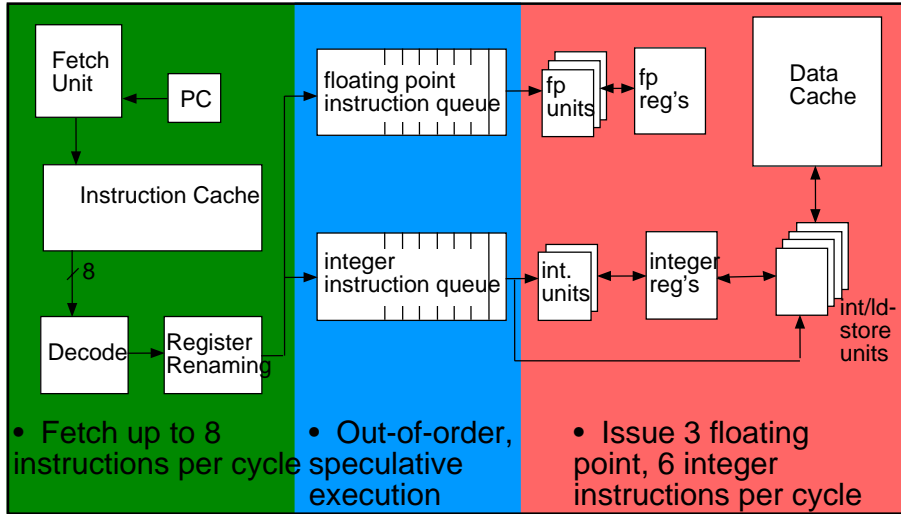 Fetch
Unit
PC
Instruction Cache
8
Decode
Register
Renaming
floating point
instruction queue
integer
instruction queue
fp
units
fp
reg's
Data
Cache
int.
units
integer
reg's
int/ld-
store
units
• Fetch up to 8
instructions per cycle
• Out-of-order,
speculative
execution
• Issue 3 floating
point, 6 integer
instructions per cycle